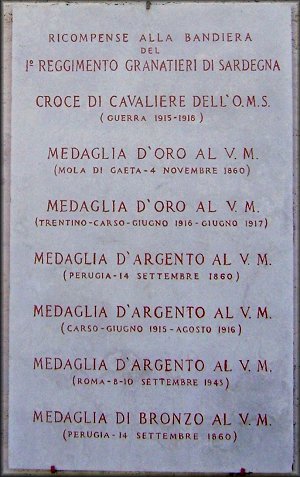 RICOMPENSE ALLA BANDIERA
DEL
1º REGGIMENTO GRANATIERI DI SARDEGNA
CROCE DI CAVALIERE DELL'O.M.S.
(GUERRA 1915-1918)
MEDAGLIA D'ORO AL V. M.
(MOLA DI GAETA-4 NOVEMBRE 1860)
MEDAGLIA D'ORO AL V. M.
(TRENTINO-CARSO-GIUGNO 1916-GIUGNO 1917)
MEDAGLIA D'ARGENTO AL V. M.
(PERUGIA-14 SETTEMBRE 1860)
MEDAGLIA D'ARGENTO AL V. M.
(CARSO-GIUGNO 1915-AGOSTO 1916)
MEDAGLIA D'ARGENTO AL V. M.
(ROMA-8-10 SETTEMBRE 1943)
MEDAGLIA DI BRONZO AL V. M.
(PERUGIA-14 SETTEMBRE 1860)